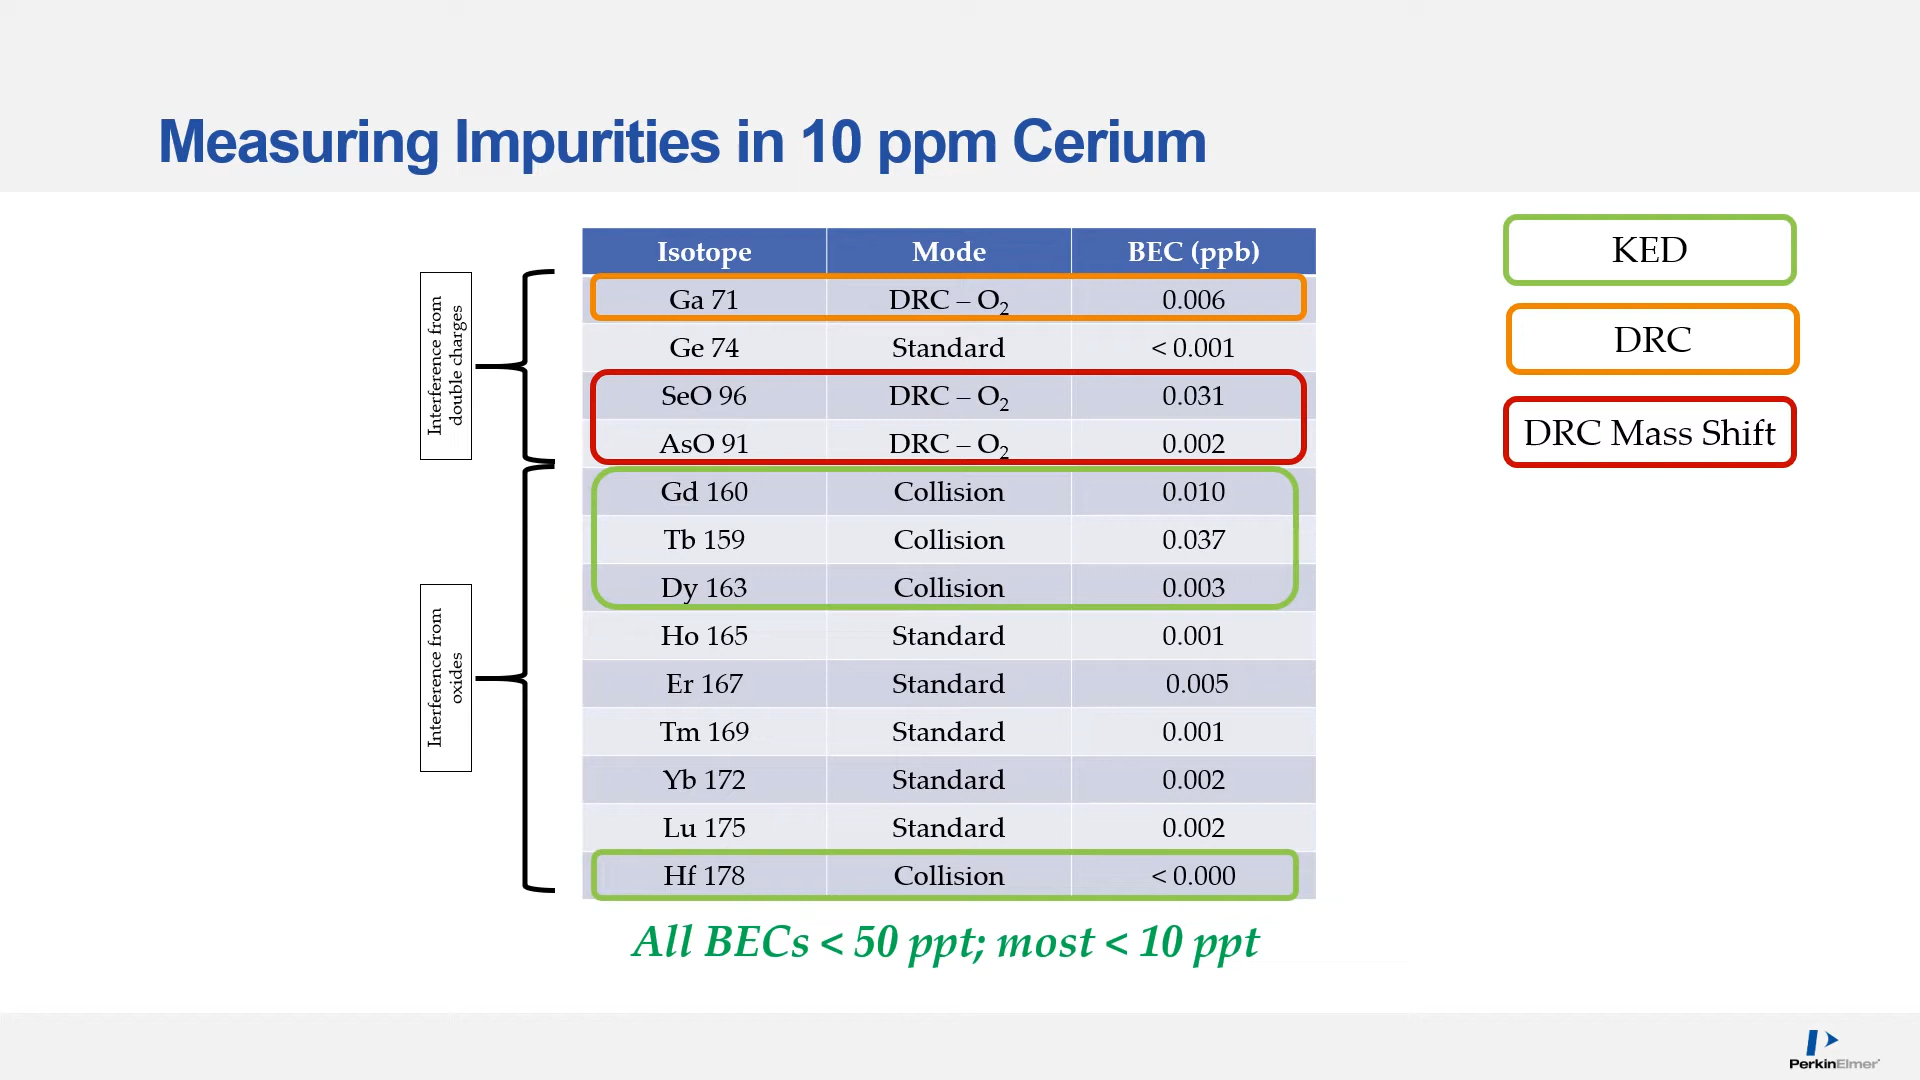 Measuring Impurities in 10 ppm Cerium
Interference from
double charges
Interference from
oxides
Isotope Mode BEC (ppb)
Ga 71 DRC – O₂ 0.006
Ge 74 Standard < 0.001
SeO 96 DRC – O₂ 0.031
AsO 91 DRC – O₂ 0.002
Gd 160 Collision 0.010
Tb 159 Collision 0.037
Dy 163 Collision 0.003
Ho 165 Standard 0.001
Er 167 Standard 0.005
Tm 169 Standard 0.001
Yb 172 Standard 0.002
Lu 175 Standard 0.002
Hf 178 Collision < 0.000
All BECs < 50 ppt; most < 10 ppt
KED
DRC
DRC Mass Shift
PerkinElmer